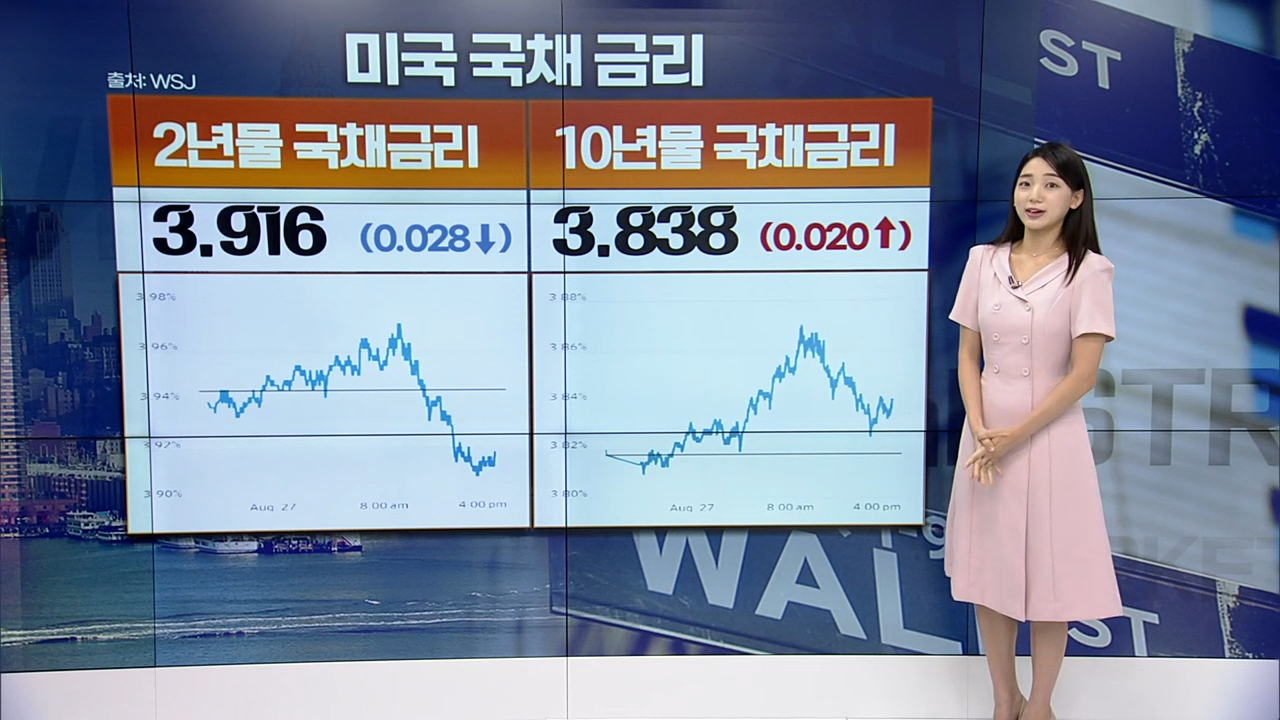 미국 국채 금리
출처: WSJ
2년물 국채금리
10년물 국채금리
3.916 (0.028↓)
3.838 (0.020↑)
3.98%
3.96%
3.94%
3.92%
3.90%
Aug 27 8:00 am 4:00 pm
3.88%
3.86%
3.84%
3.82%
3.80%
Aug 27 8:00 am 4:00 pm
ST
STR
WALL
ST